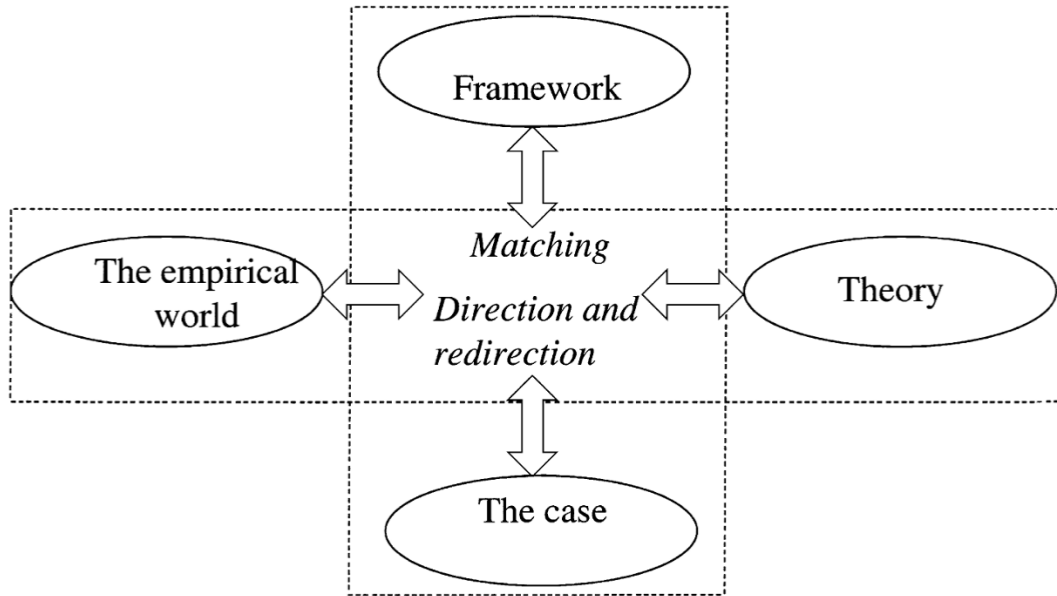 Framework
Matching
The empirical
world
Direction and
redirection
Theory
The case